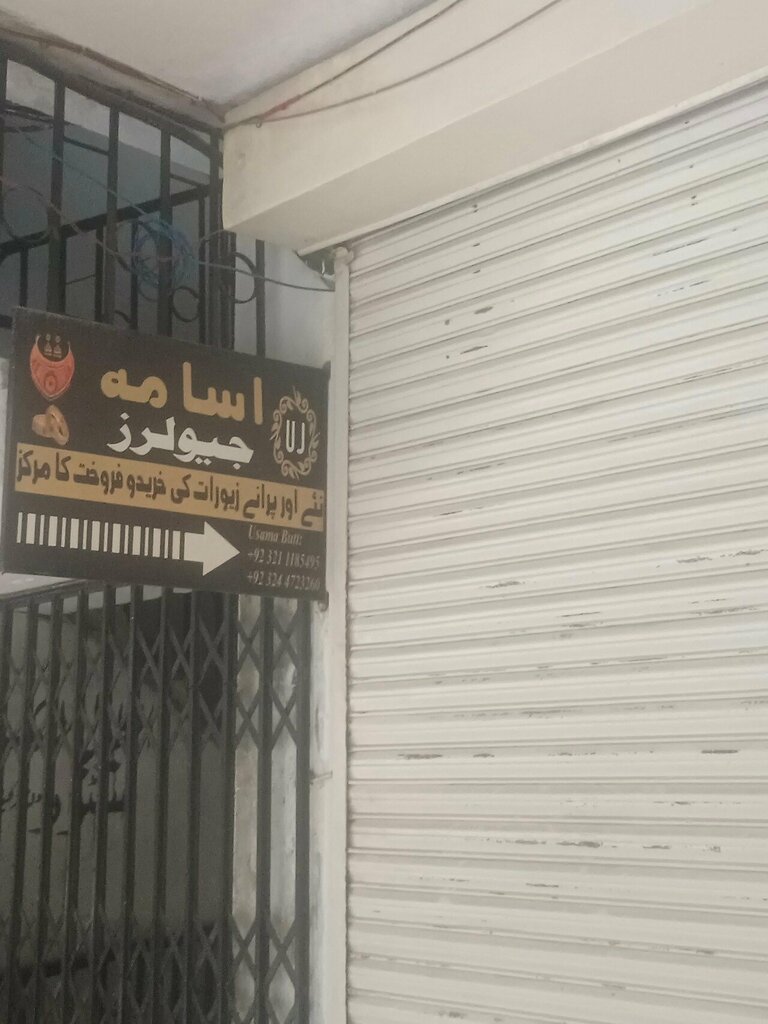 اسامہ
جیولرز
UJ
نئے اور پرانے زیورات کی خریدو فروخت کا مرکز
Usama Butt:
+92 321 1185495
+92 324 4723260